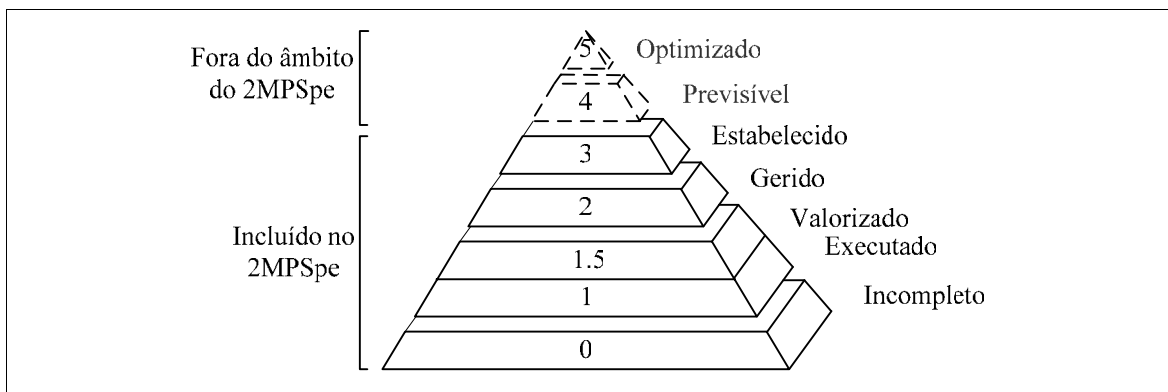 Fora do âmbito
do 2MPSpe
5 Optimizado
4 Previsível
Estabelecido
3
Gerido
2
Valorizado
Executado
Incluído no
2MPSpe
1.5
1
Incompleto
0